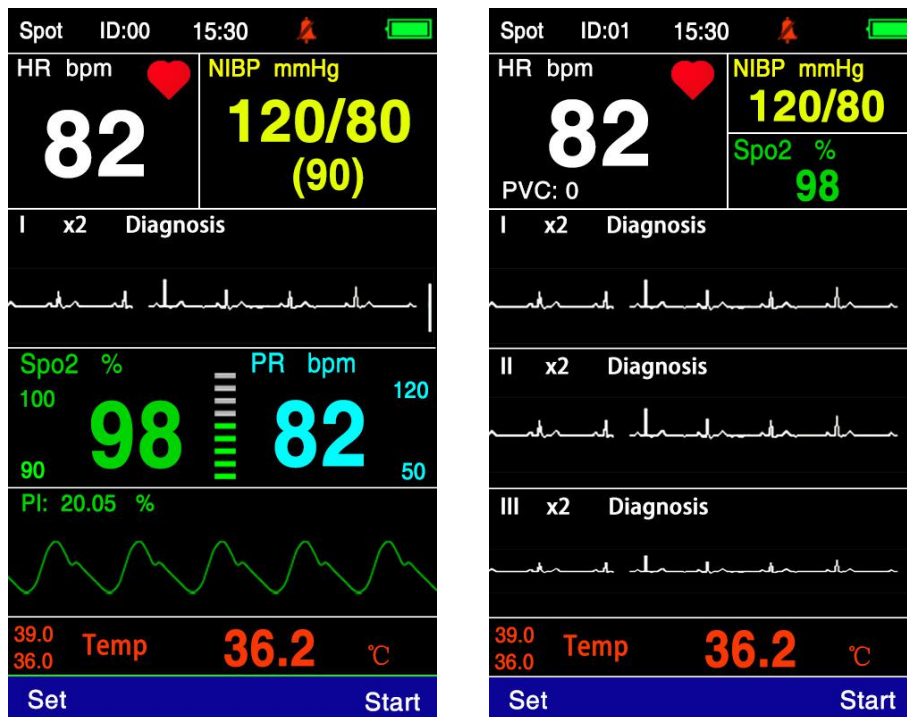 Spot ID:00 15:30
HR bpm
82
NIBP mmHg
120/80
(90)
I x2 Diagnosis
Spo2 %
100
98
90
PR bpm
120
82
50
PI: 20.05 %
39.0
36.0
Temp
36.2
℃
Set
Start
Spot ID:01 15:30
HR bpm
82
PVC: 0
NIBP mmHg
120/80
Spo2 %
98
I x2 Diagnosis
II x2 Diagnosis
III x2 Diagnosis
39.0
36.0
Temp
36.2
℃
Set
Start